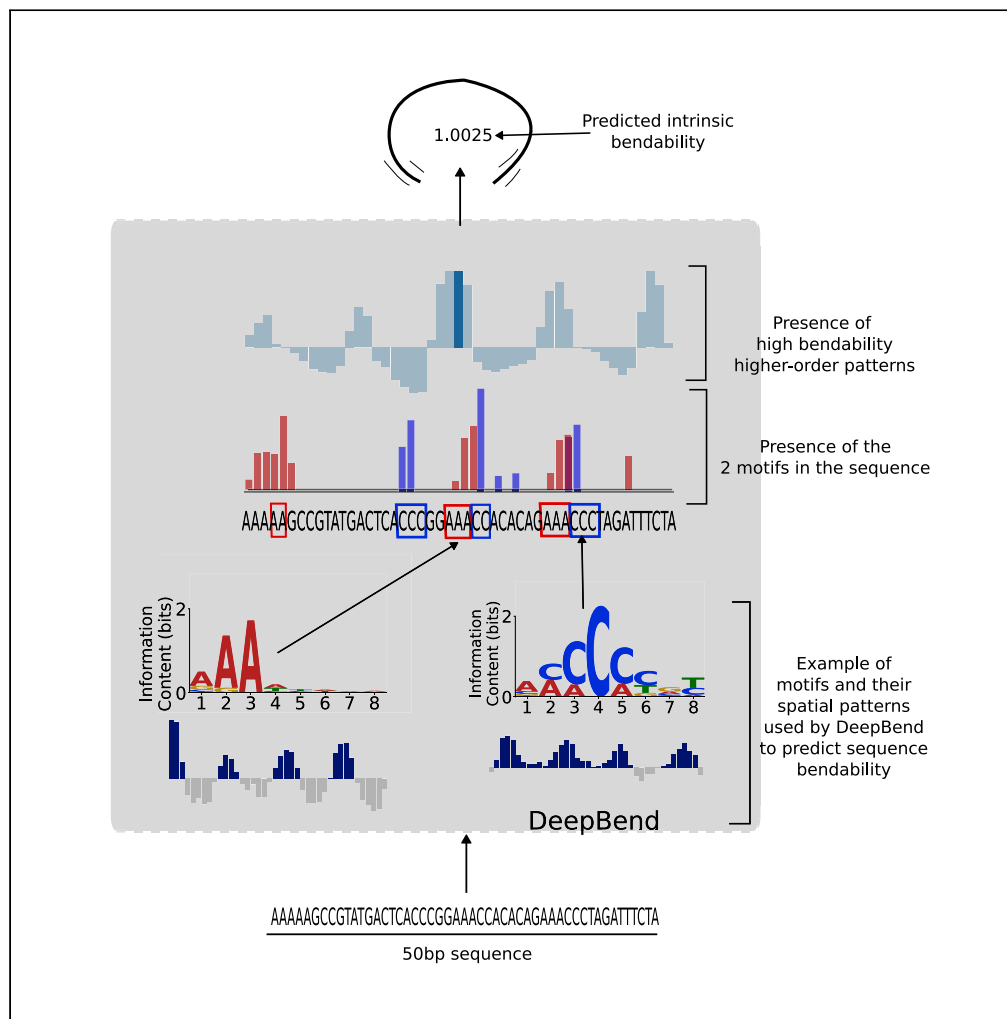 1.0025
Predicted intrinsic
bendability
Presence of
high bendability
higher-order patterns
Presence of the
2 motifs in the sequence
AAAAAGCCGTATGACTCACCCGGAAACCACACAGAAACCCTAGATTTCTA
Information
Content (bits)
2
0
A A A
1 2 3 4 5 6 7 8
Information
Content (bits)
2
0
A C C C C C T
A A A T C
1 2 3 4 5 6 7 8
Example of
motifs and their
spatial patterns
used by DeepBend
to predict sequence
bendability
DeepBend
AAAAAGCCGTATGACTCACCCGGAAACCACACAGAAACCCTAGATTTCTA
50bp sequence